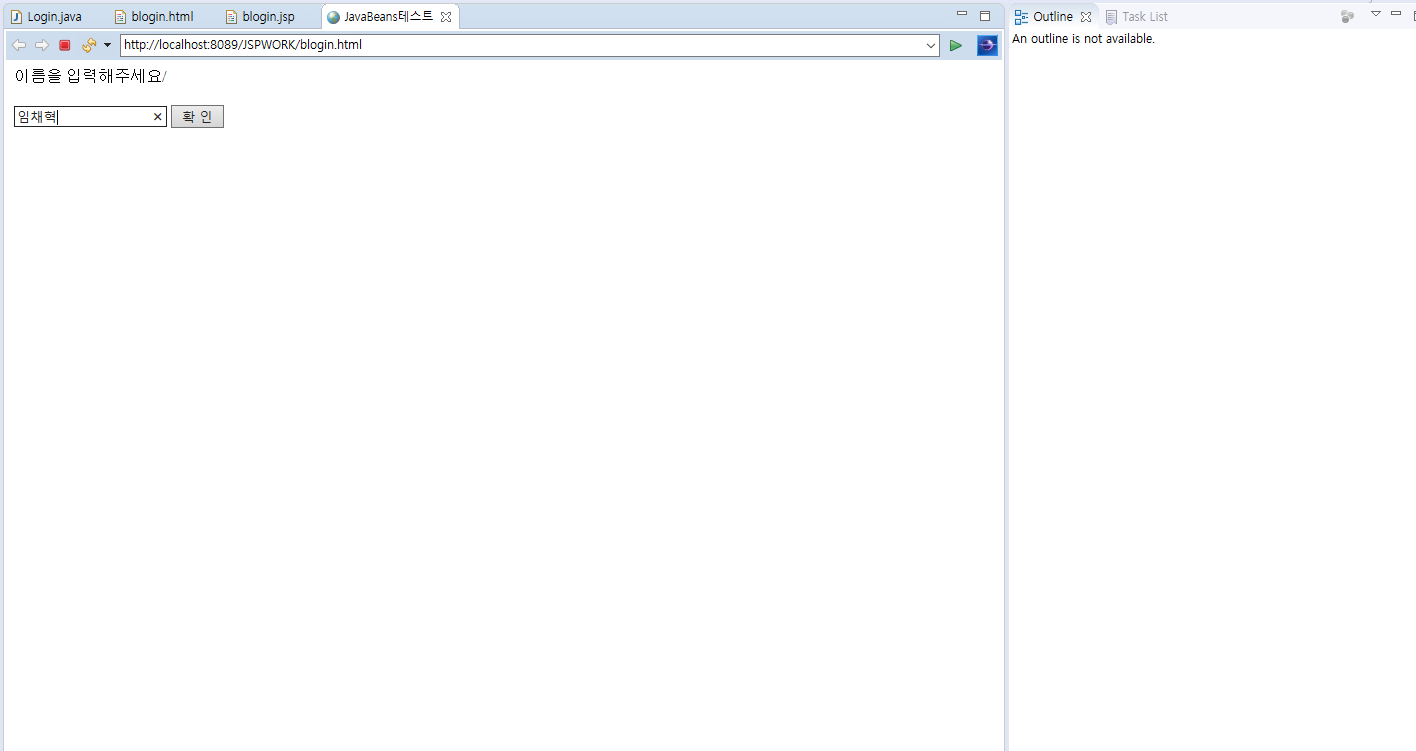 Login.java blogin.html blogin.jsp JavaBeans테스트 Outline Task List
http://localhost:8089/JSPWORK/blogin.html An outline is not available.
이름을 입력해주세요/
임채혁 확 인